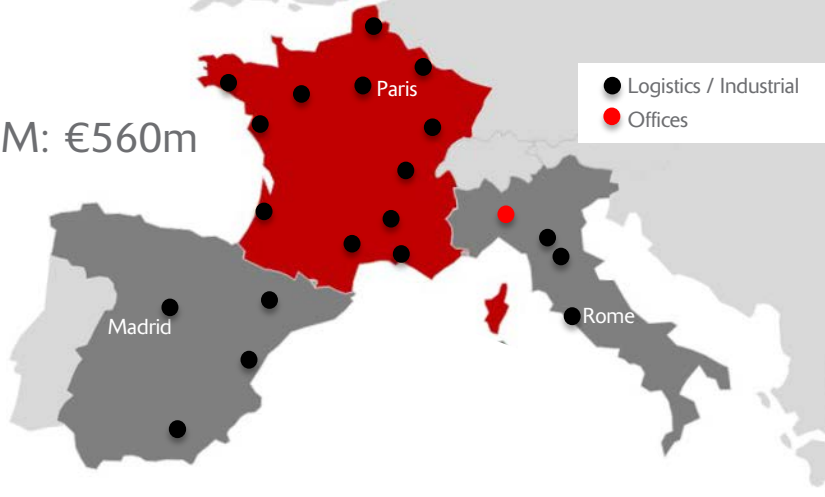 Paris
Logistics / Industrial
Offices
M: €560m
Madrid
Rome